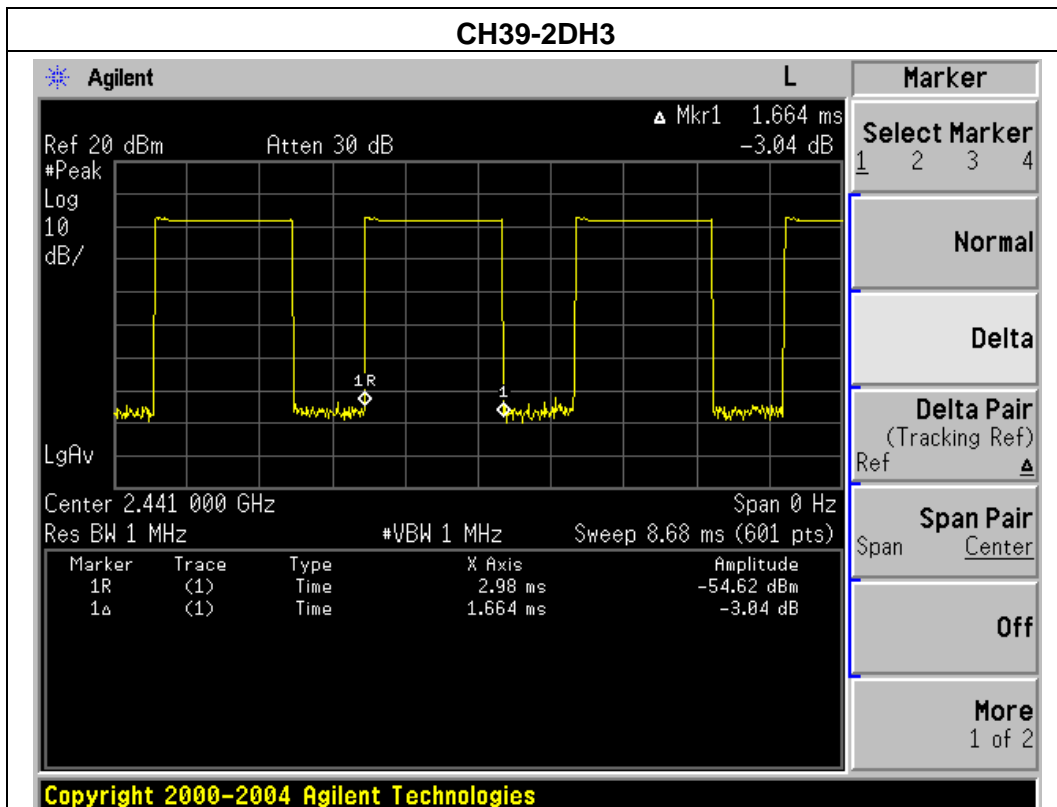 CH39-2DH3
Agilent L
Marker
▵ Mkr1 1.664 ms
Ref 20 dBm Atten 30 dB -3.04 dB
#Peak
Log
10
dB/
1R
1
LgAv
Center 2.441 000 GHz Span 0 Hz
Res BW 1 MHz #VBW 1 MHz Sweep 8.68 ms (601 pts)
Marker Trace Type X Axis Amplitude
1R (1) Time 2.98 ms -54.62 dBm
1▵ (1) Time 1.664 ms -3.04 dB
Select Marker
1 2 3 4
Normal
Delta
Delta Pair
(Tracking Ref)
Ref ▵
Span Pair
Span Center
Off
More
1 of 2
Copyright 2000-2004 Agilent Technologies